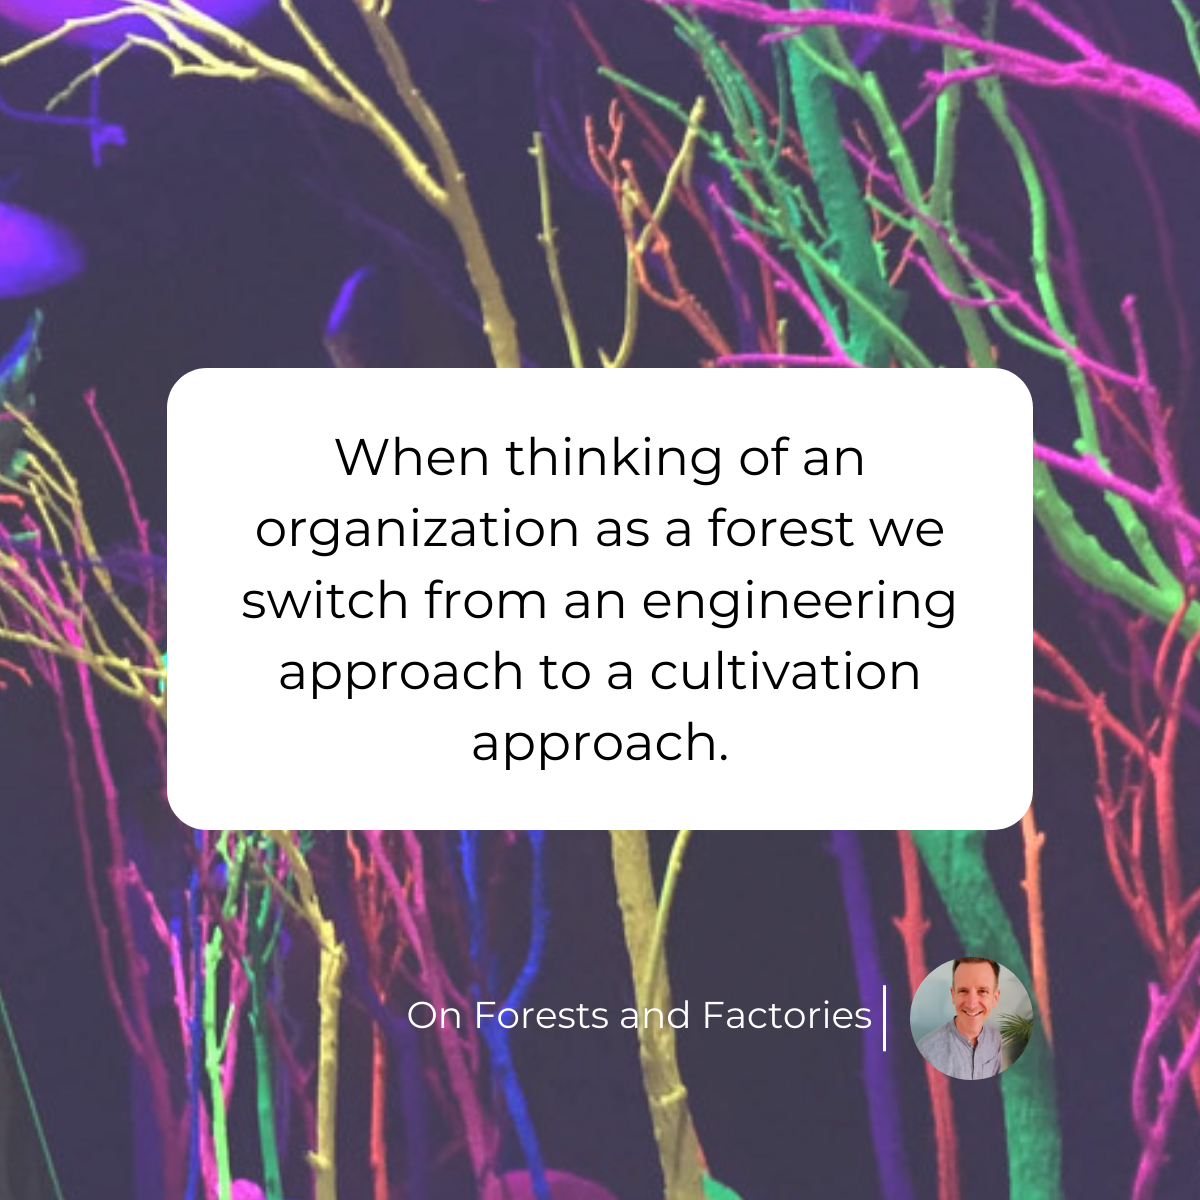 When thinking of an
organization as a forest we
switch from an engineering
approach to a cultivation
approach.
On Forests and Factories